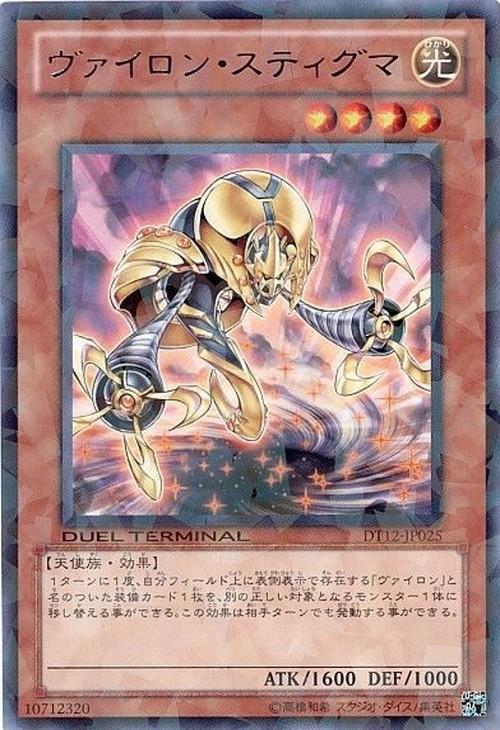 ヴァイロン・スティグマ
光
ひかり
DUEL TERMINAL
DT12-JP025
【天使族・効果】
1ターンに1度、自分フィールド上に表側表示で存在する「ヴァイロン」と
名のついた装備カード1枚を、別の正しい対象となるモンスター1体に
移し替える事ができる。この効果は相手ターンでも発動する事ができる。
ATK/1600 DEF/1000
10712320
©高橋和希 スタジオ・ダイス/集英社